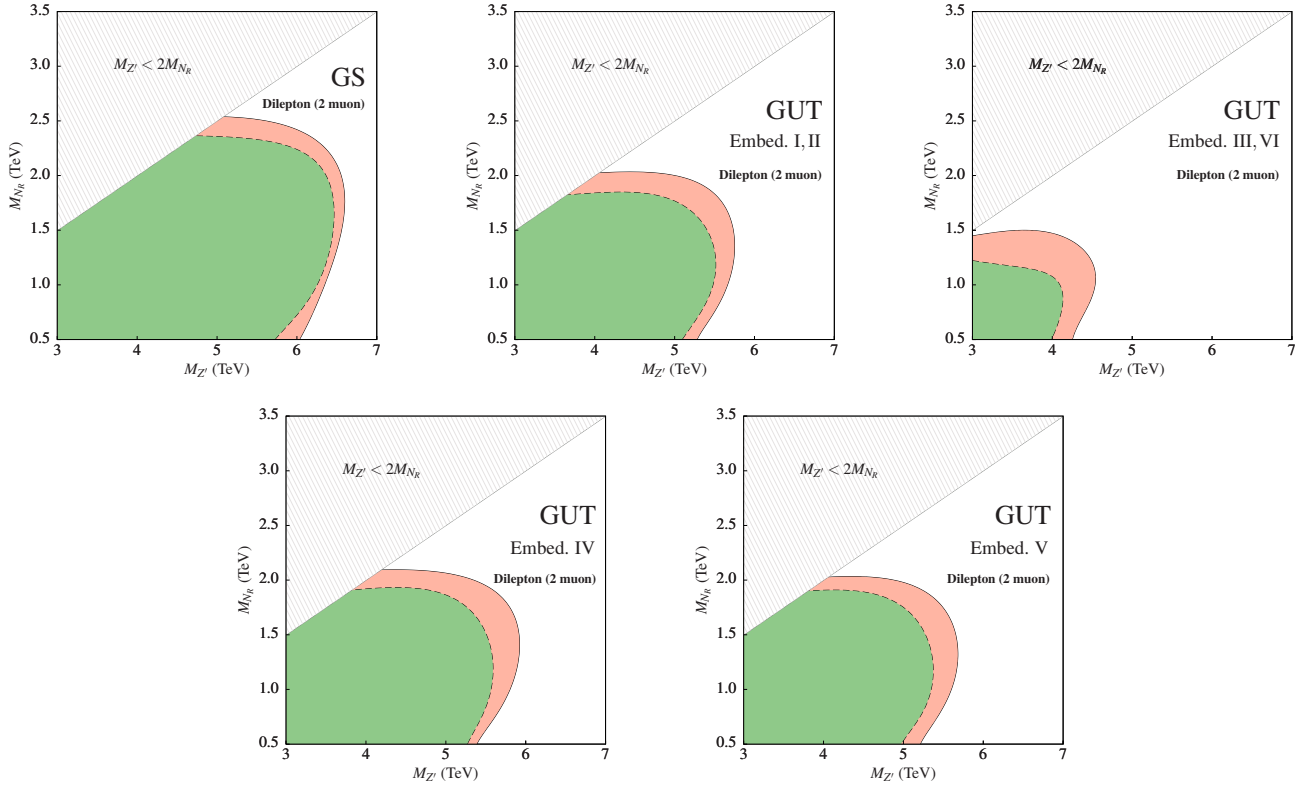 3.5
3.0
2.5
2.0
1.5
1.0
0.5
3 4 5 6 7
M_{N_R} (TeV)
M_{Z'} (TeV)
M_{Z'} < 2M_{N_R}
GS
Dilepton (2 muon)
3.5
3.0
2.5
2.0
1.5
1.0
0.5
3 4 5 6 7
M_{N_R} (TeV)
M_{Z'} (TeV)
M_{Z'} < 2M_{N_R}
GUT
Embed. I, II
Dilepton (2 muon)
3.5
3.0
2.5
2.0
1.5
1.0
0.5
3 4 5 6 7
M_{N_R} (TeV)
M_{Z'} (TeV)
M_{Z'} < 2M_{N_R}
GUT
Embed. III, VI
Dilepton (2 muon)
3.5
3.0
2.5
2.0
1.5
1.0
0.5
3 4 5 6 7
M_{N_R} (TeV)
M_{Z'} (TeV)
M_{Z'} < 2M_{N_R}
GUT
Embed. IV
Dilepton (2 muon)
3.5
3.0
2.5
2.0
1.5
1.0
0.5
3 4 5 6 7
M_{N_R} (TeV)
M_{Z'} (TeV)
M_{Z'} < 2M_{N_R}
GUT
Embed. V
Dilepton (2 muon)